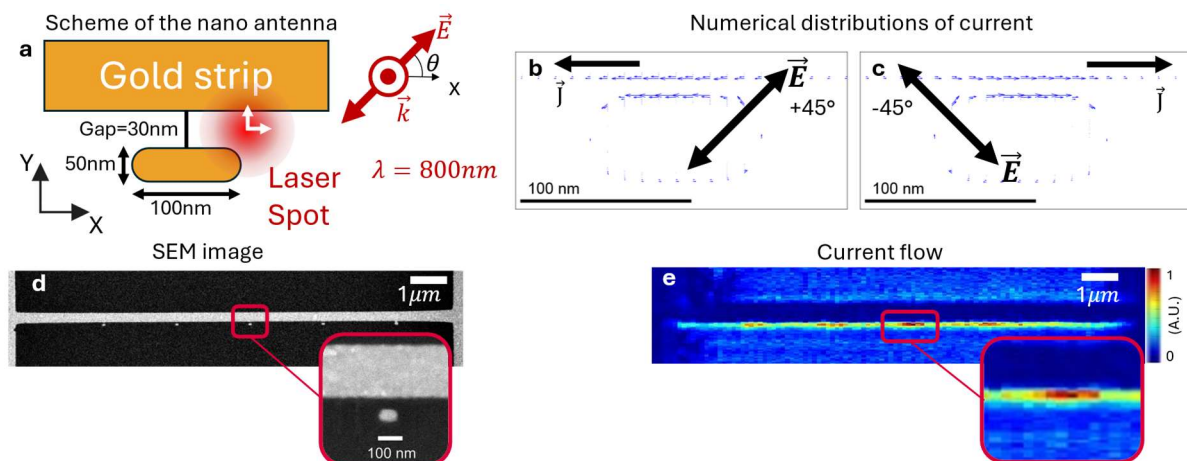 Scheme of the nano antenna
a
Gold strip
E
θ
x
k
Gap=30nm
50nm
100nm
Y
X
Laser
Spot
λ = 800nm
Numerical distributions of current
b
J
E
+45°
100 nm
c
-45°
J
E
100 nm
SEM image
d
1μm
100 nm
Current flow
e
1μm
1
0
(A.U.)